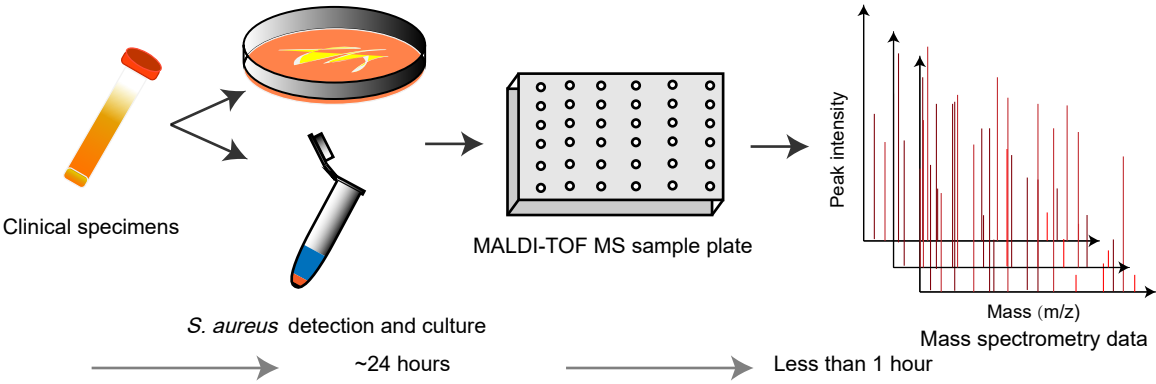 Clinical specimens
S. aureus detection and culture
~24 hours
MALDI-TOF MS sample plate
Peak intensity
Mass (m/z)
Mass spectrometry data
Less than 1 hour